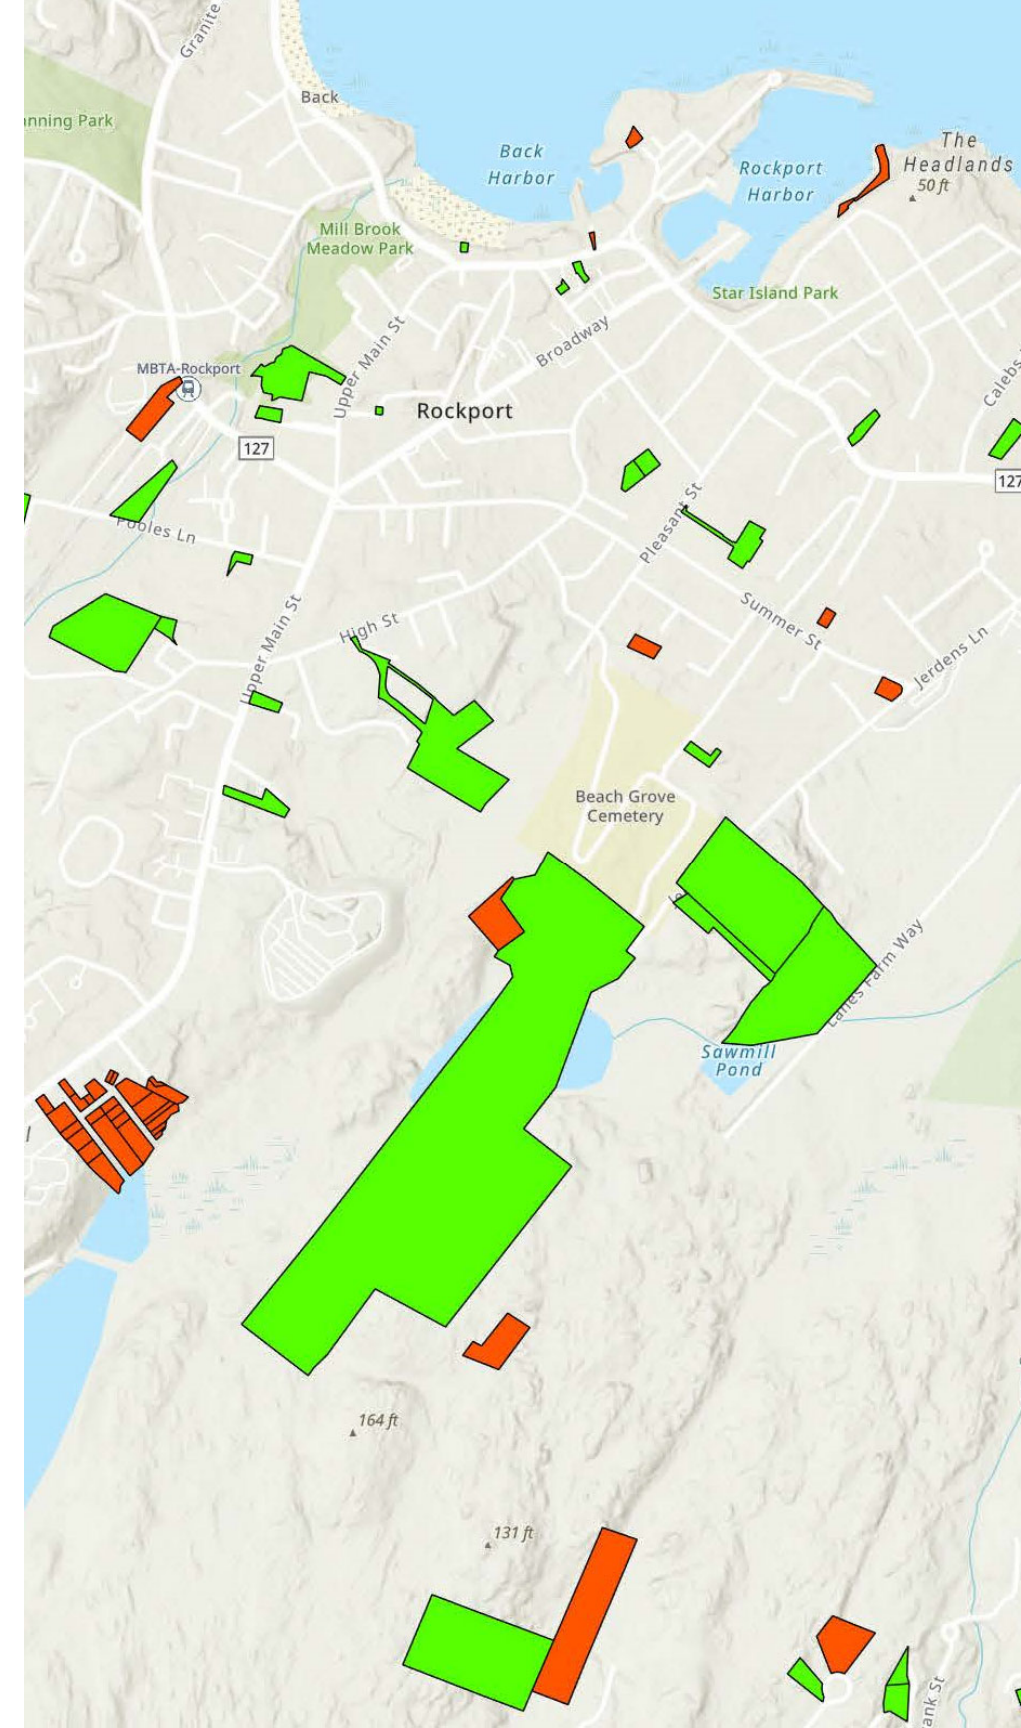 Granite
Back
nning Park
The
Headlands
50 ft
Back
Harbor
Rockport
Harbor
Mill Brook
Meadow Park
Star Island Park
Broadway
Upper Main St
MBTA-Rockport
Rockport
Calebs
127
127
Pooles Ln
Pleasant St
High St
Summer St
Jerdens Ln
Upper Main St
Beach Grove
Cemetery
Lanes Farm Way
Sawmill
Pond
164 ft
131 ft
ank St